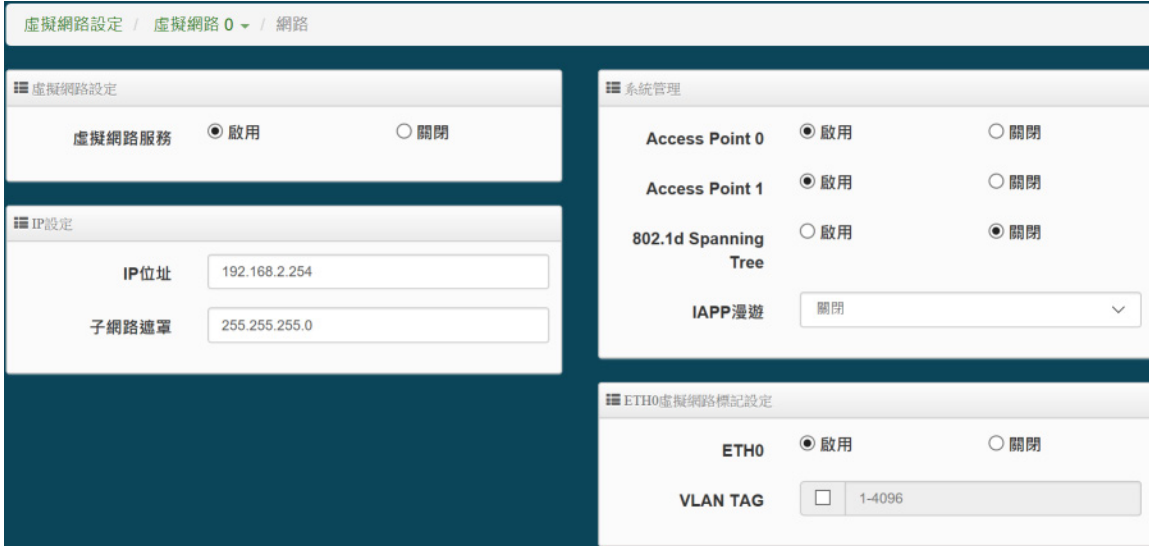 虛擬網路設定 / 虛擬網路 0 / 網路
虛擬網路設定
虛擬網路服務 啟用 關閉
IP設定
IP位址 192.168.2.254
子網路遮罩 255.255.255.0
系統管理
Access Point 0 啟用 關閉
Access Point 1 啟用 關閉
802.1d Spanning 啟用 關閉
Tree
IAPP漫遊 關閉
ETH0虛擬網路標記設定
ETH0 啟用 關閉
VLAN TAG 1-4096